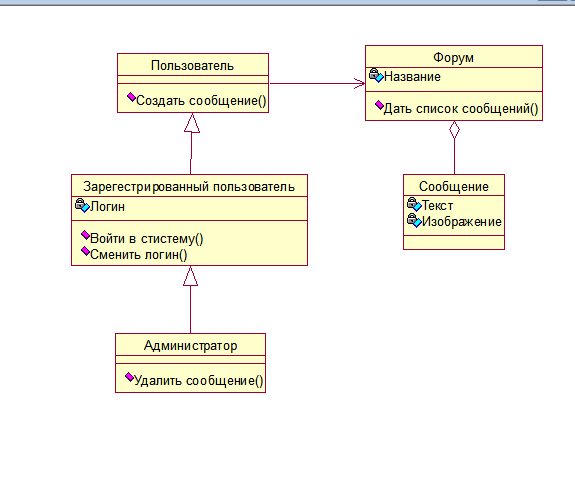 Пользователь
Создать сообщение()
Форум
Название
Дать список сообщений()
Зарегестрированный пользователь
Логин
Войти в стистему()
Сменить логин()
Сообщение
Текст
Изображение
Администратор
Удалить сообщение()